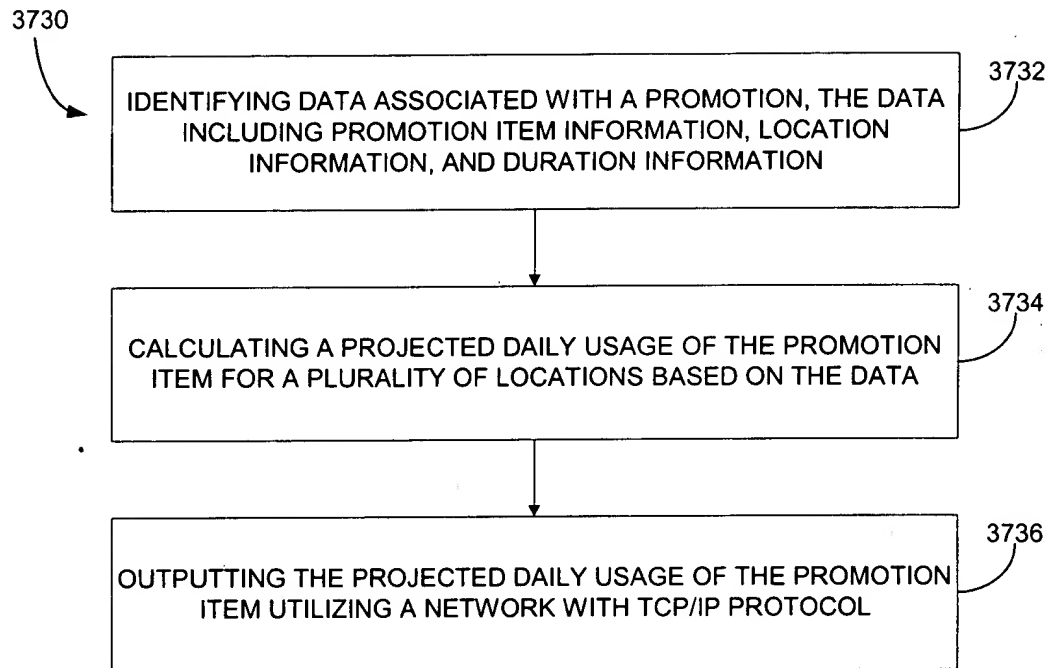 3730
3732
IDENTIFYING DATA ASSOCIATED WITH A PROMOTION, THE DATA
INCLUDING PROMOTION ITEM INFORMATION, LOCATION
INFORMATION, AND DURATION INFORMATION
3734
CALCULATING A PROJECTED DAILY USAGE OF THE PROMOTION
ITEM FOR A PLURALITY OF LOCATIONS BASED ON THE DATA
3736
OUTPUTTING THE PROJECTED DAILY USAGE OF THE PROMOTION
ITEM UTILIZING A NETWORK WITH TCP/IP PROTOCOL